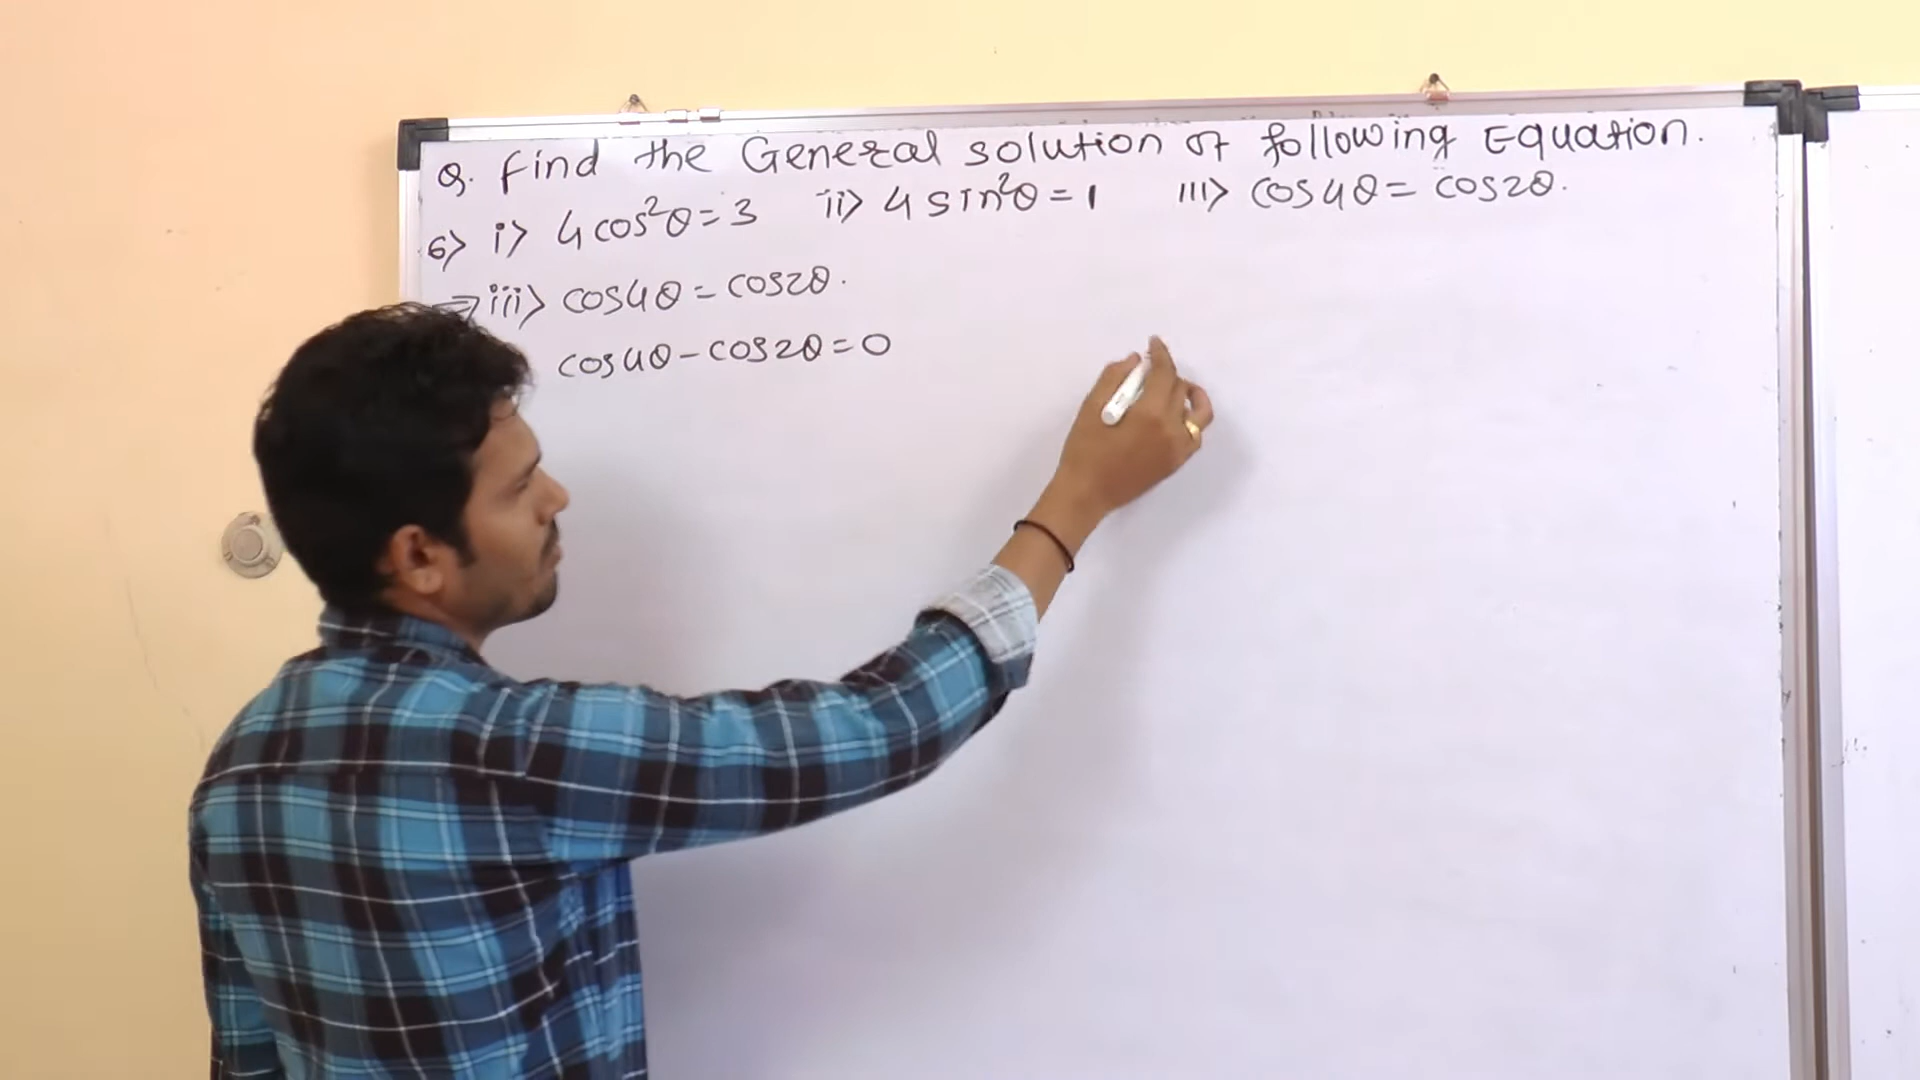 Q. Find the General solution of following Equation.
6) i) 4cos²θ=3 ii) 4sin²θ=1 iii) cos4θ=cos2θ.
⇒ iii) cos4θ=cos2θ.
cos4θ-cos2θ=0